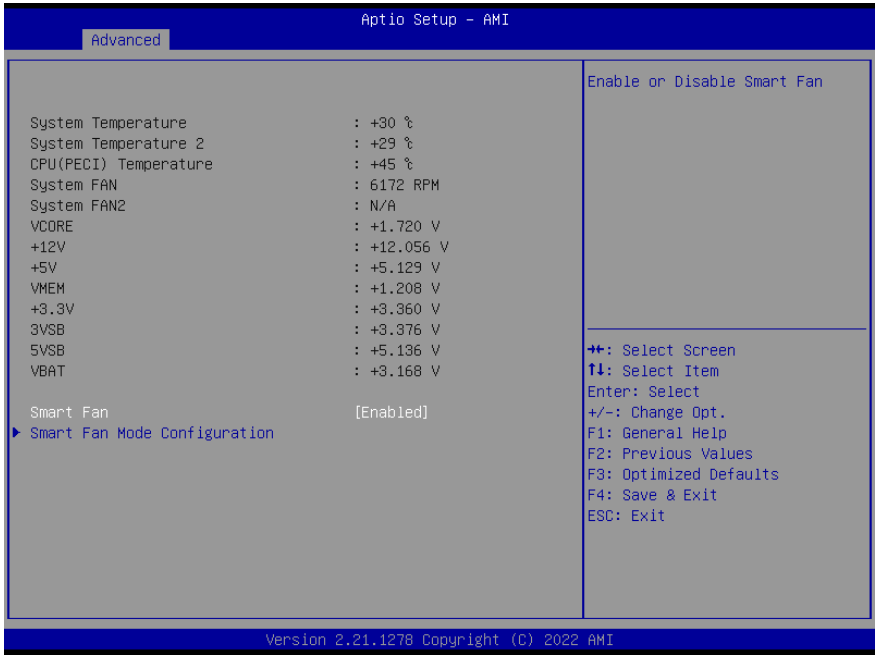 Aptio Setup – AMI
Advanced
System Temperature : +30 ℃
System Temperature 2 : +29 ℃
CPU(PECI) Temperature : +45 ℃
System FAN : 6172 RPM
System FAN2 : N/A
VCORE : +1.720 V
+12V : +12.056 V
+5V : +5.129 V
VMEM : +1.208 V
+3.3V : +3.360 V
3VSB : +3.376 V
5VSB : +5.136 V
VBAT : +3.168 V
Smart Fan [Enabled]
Smart Fan Mode Configuration
Enable or Disable Smart Fan
→←: Select Screen
↑↓: Select Item
Enter: Select
+/-: Change Opt.
F1: General Help
F2: Previous Values
F3: Optimized Defaults
F4: Save & Exit
ESC: Exit
Version 2.21.1278 Copyright (C) 2022 AMI